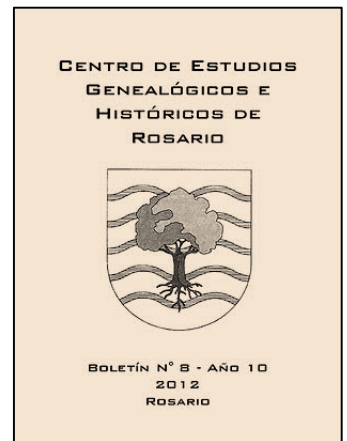 CENTRO DE ESTUDIOS
GENEALÓGICOS E
HISTÓRICOS DE
ROSARIO
BOLETÍN N° 8 - AÑO 10
2012
ROSARIO